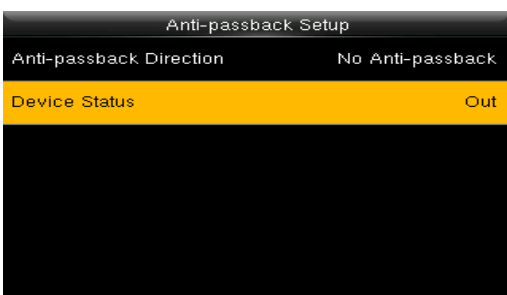 Anti-passback Setup
Anti-passback Direction No Anti-passback
Device Status Out